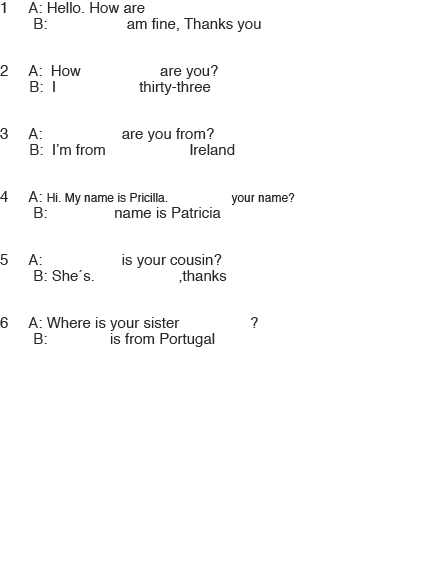 1 A: Hello. How are
B: am fine, Thanks you
2 A: How are you?
B: I thirty-three
3 A: are you from?
B: I'm from Ireland
4 A: Hi. My name is Pricilla. your name?
B: name is Patricia
5 A: is your cousin?
B: She´s. ,thanks
6 A: Where is your sister ?
B: is from Portugal